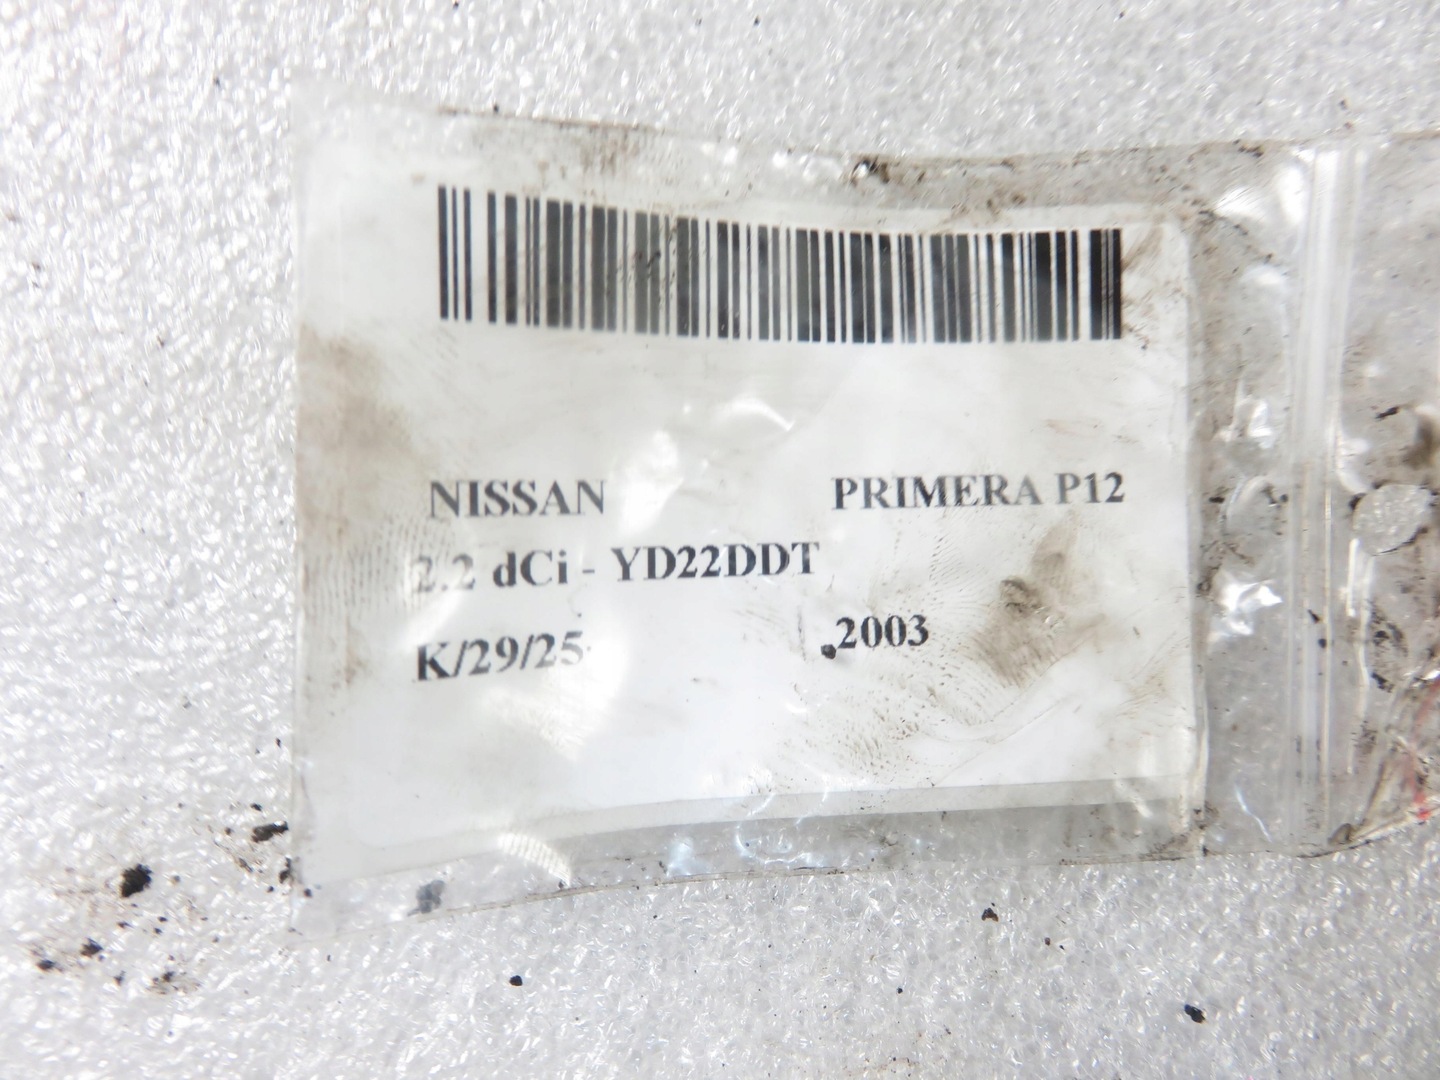 NISSAN PRIMERA P12
2.2 dCi - YD22DDT
K/29/25 2003